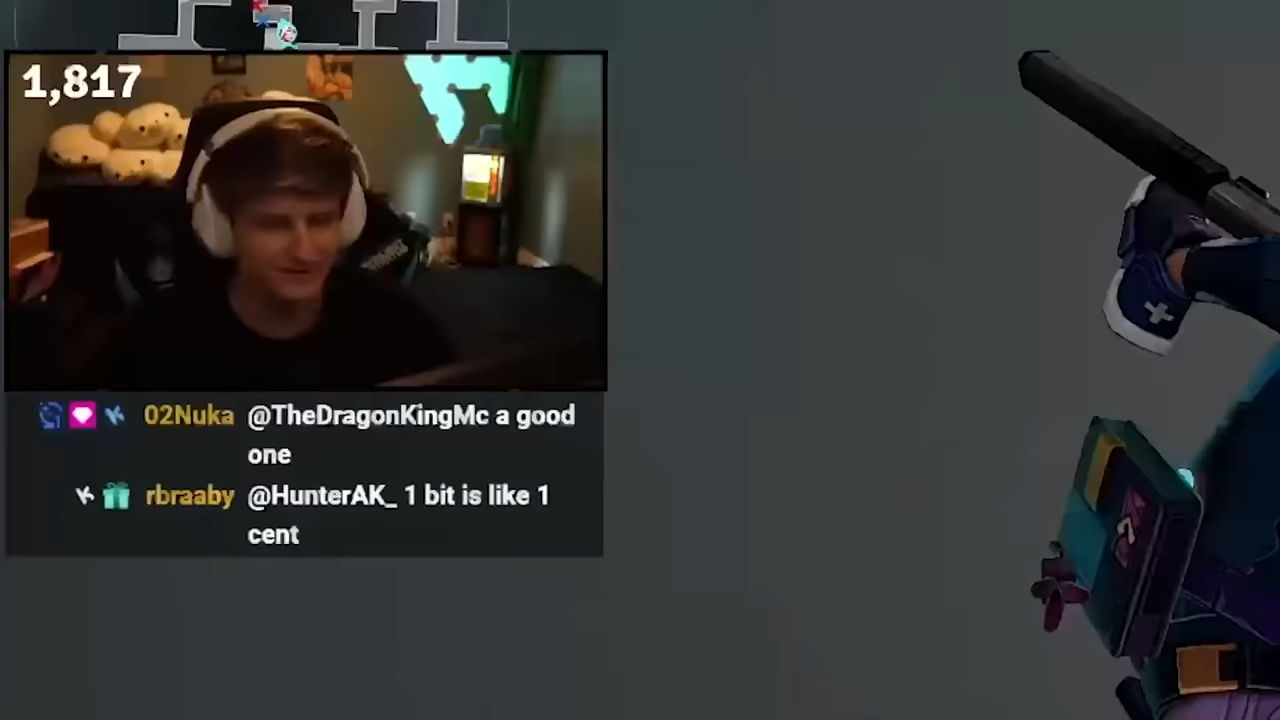 1,817
02Nuka @TheDragonKingMc a good
one
rbraaby @HunterAK_ 1 bit is like 1
cent